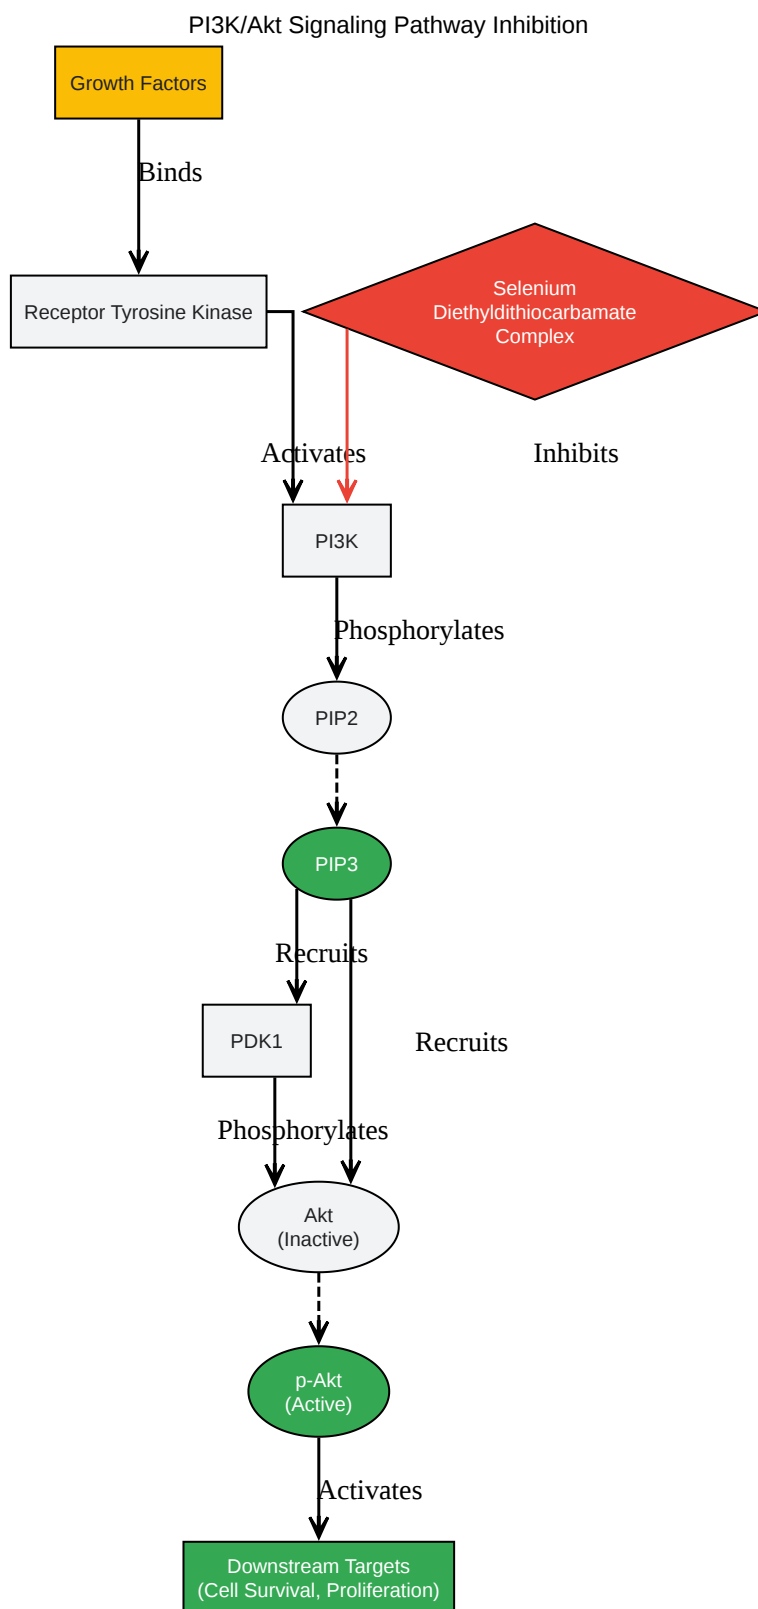 PI3K/Akt Signaling Pathway Inhibition
Growth Factors
Binds
Receptor Tyrosine Kinase
Selenium
Diethyldithiocarbamate
Complex
Activates
Inhibits
PI3K
Phosphorylates
PIP2
PIP3
Recruits
PDK1
Recruits
Phosphorylates
Akt
(Inactive)
p-Akt
(Active)
Activates
Downstream Targets
(Cell Survival, Proliferation)